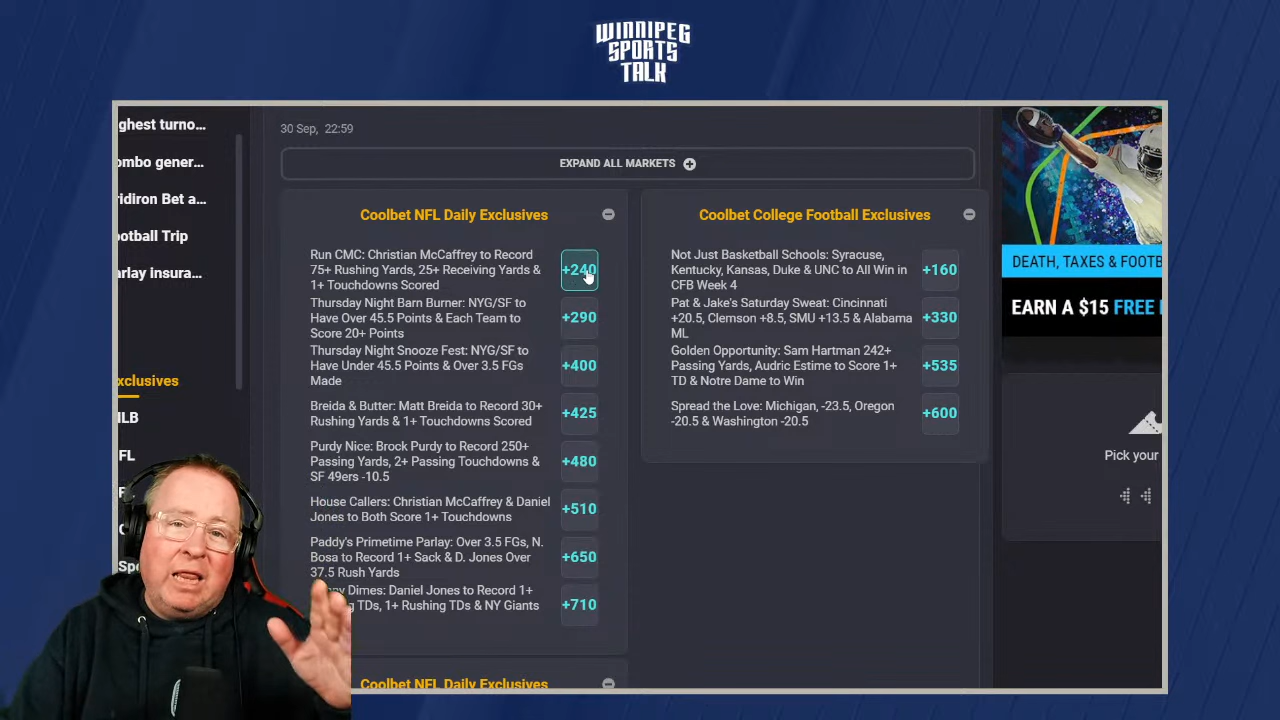 WINNIPEG
SPORTS
TALK
ghest turno...
ombo gener...
ridiron Bet a...
ootball Trip
arlay insura...
xclusives
ILB
FL
Spe
30 Sep, 22:59
EXPAND ALL MARKETS
Coolbet NFL Daily Exclusives
Run CMC: Christian McCaffrey to Record
75+ Rushing Yards, 25+ Receiving Yards &
1+ Touchdowns Scored
+240
Thursday Night Barn Burner: NYG/SF to
Have Over 45.5 Points & Each Team to
Score 20+ Points
+290
Thursday Night Snooze Fest: NYG/SF to
Have Under 45.5 Points & Over 3.5 FGs
Made
+400
Breida & Butter: Matt Breida to Record 30+
Rushing Yards & 1+ Touchdowns Scored
+425
Purdy Nice: Brock Purdy to Record 250+
Passing Yards, 2+ Passing Touchdowns &
SF 49ers -10.5
+480
House Callers: Christian McCaffrey & Daniel
Jones to Both Score 1+ Touchdowns
+510
Paddy's Primetime Parlay: Over 3.5 FGs, N.
Bosa to Record 1+ Sack & D. Jones Over
37.5 Rush Yards
+650
Dimes: Daniel Jones to Record 1+
TDs, 1+ Rushing TDs & NY Giants
+710
Coolbet NFL Daily Exclusives
Coolbet College Football Exclusives
Not Just Basketball Schools: Syracuse,
Kentucky, Kansas, Duke & UNC to All Win in
CFB Week 4
+160
Pat & Jake's Saturday Sweat: Cincinnati
+20.5, Clemson +8.5, SMU +13.5 & Alabama
ML
+330
Golden Opportunity: Sam Hartman 242+
Passing Yards, Audric Estime to Score 1+
TD & Notre Dame to Win
+535
Spread the Love: Michigan, -23.5, Oregon
-20.5 & Washington -20.5
+600
DEATH, TAXES & FOOTB
EARN A $15 FREE
Pick your